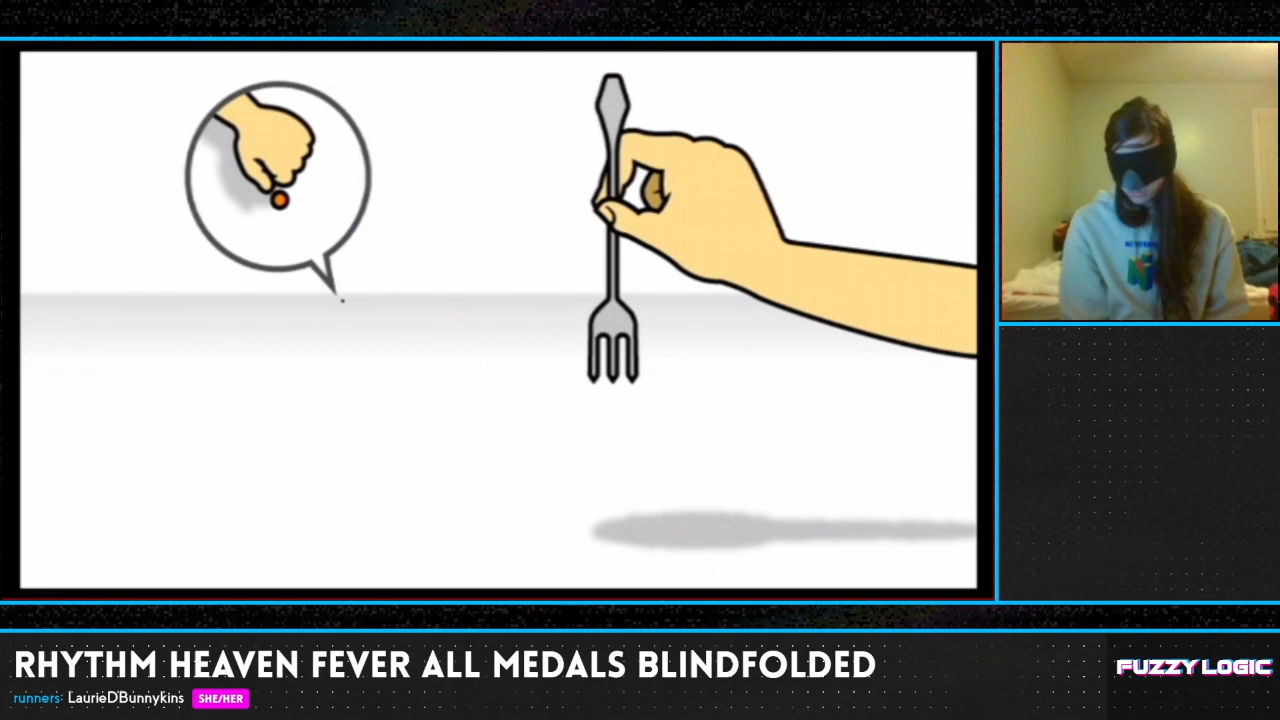 RHYTHM HEAVEN FEVER ALL MEDALS BLINDFOLDED
runners: LaurieDBunnykins SHE/HER
FUZZY LOGIC